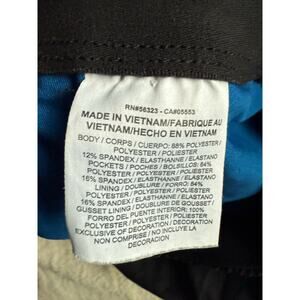 RN#56323 - CA#05553
MADE IN VIETNAM/FABRIQUE AU
VIETNAM/HECHO EN VIETNAM
BODY / CORPS / CUERPO: 88% POLYESTER /
POLYESTER / POLIESTER
12% SPANDEX / ELASTHANNE / ELASTANO
POCKETS / POCHES / BOLSILLOS: 84%
POLYESTER / POLYESTER / POLIESTER
16% SPANDEX / ELASTHANNE / ELASTANO
LINING / DOUBLURE / FORRO: 84%
POLYESTER / POLYESTER / POLIESTER
16% SPANDEX / ELASTHANNE / ELASTANO
GUSSET LINING / DOUBLURE DE GOUSSET /
FORRO DEL PUENTE INTERIOR: 100%
POLYESTER / POLYESTER / POLIESTER
EXCLUSIVE OF DECORATION / DECORATION
NON COMPRISE / NO INCLUYE LA
DECORACION